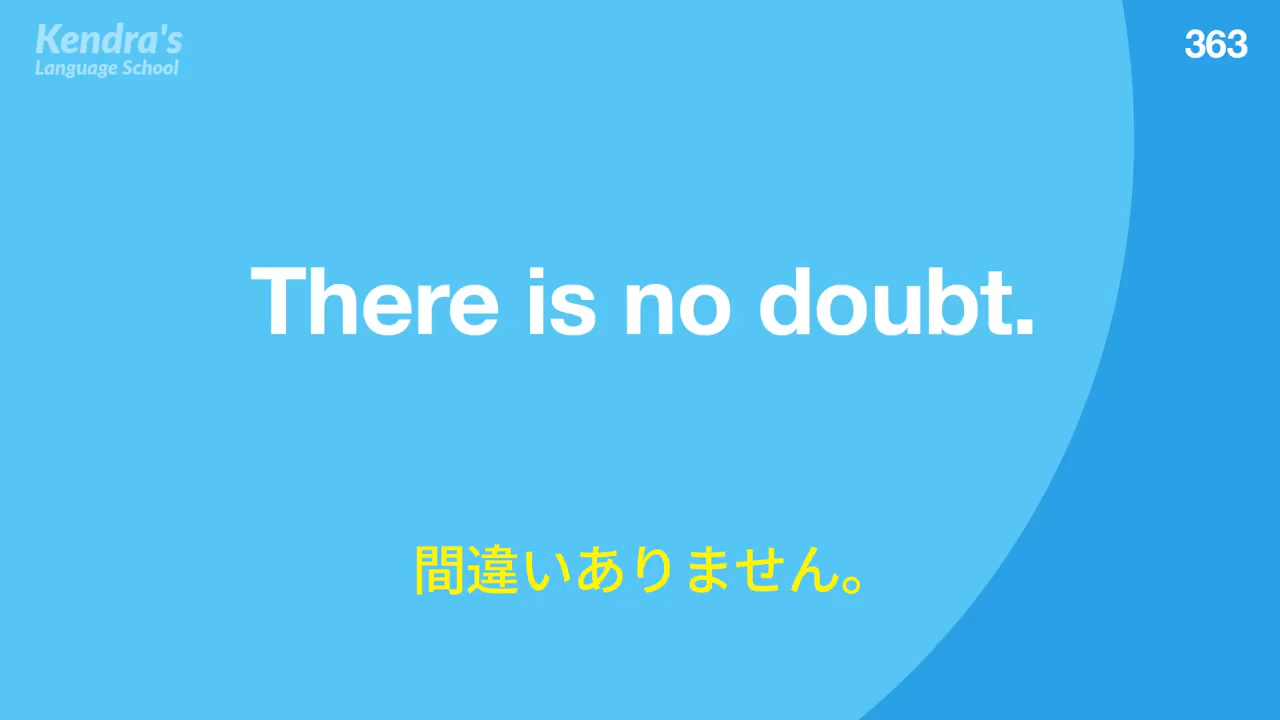 Kendra's
Language School
363
There is no doubt.
間違いありません。